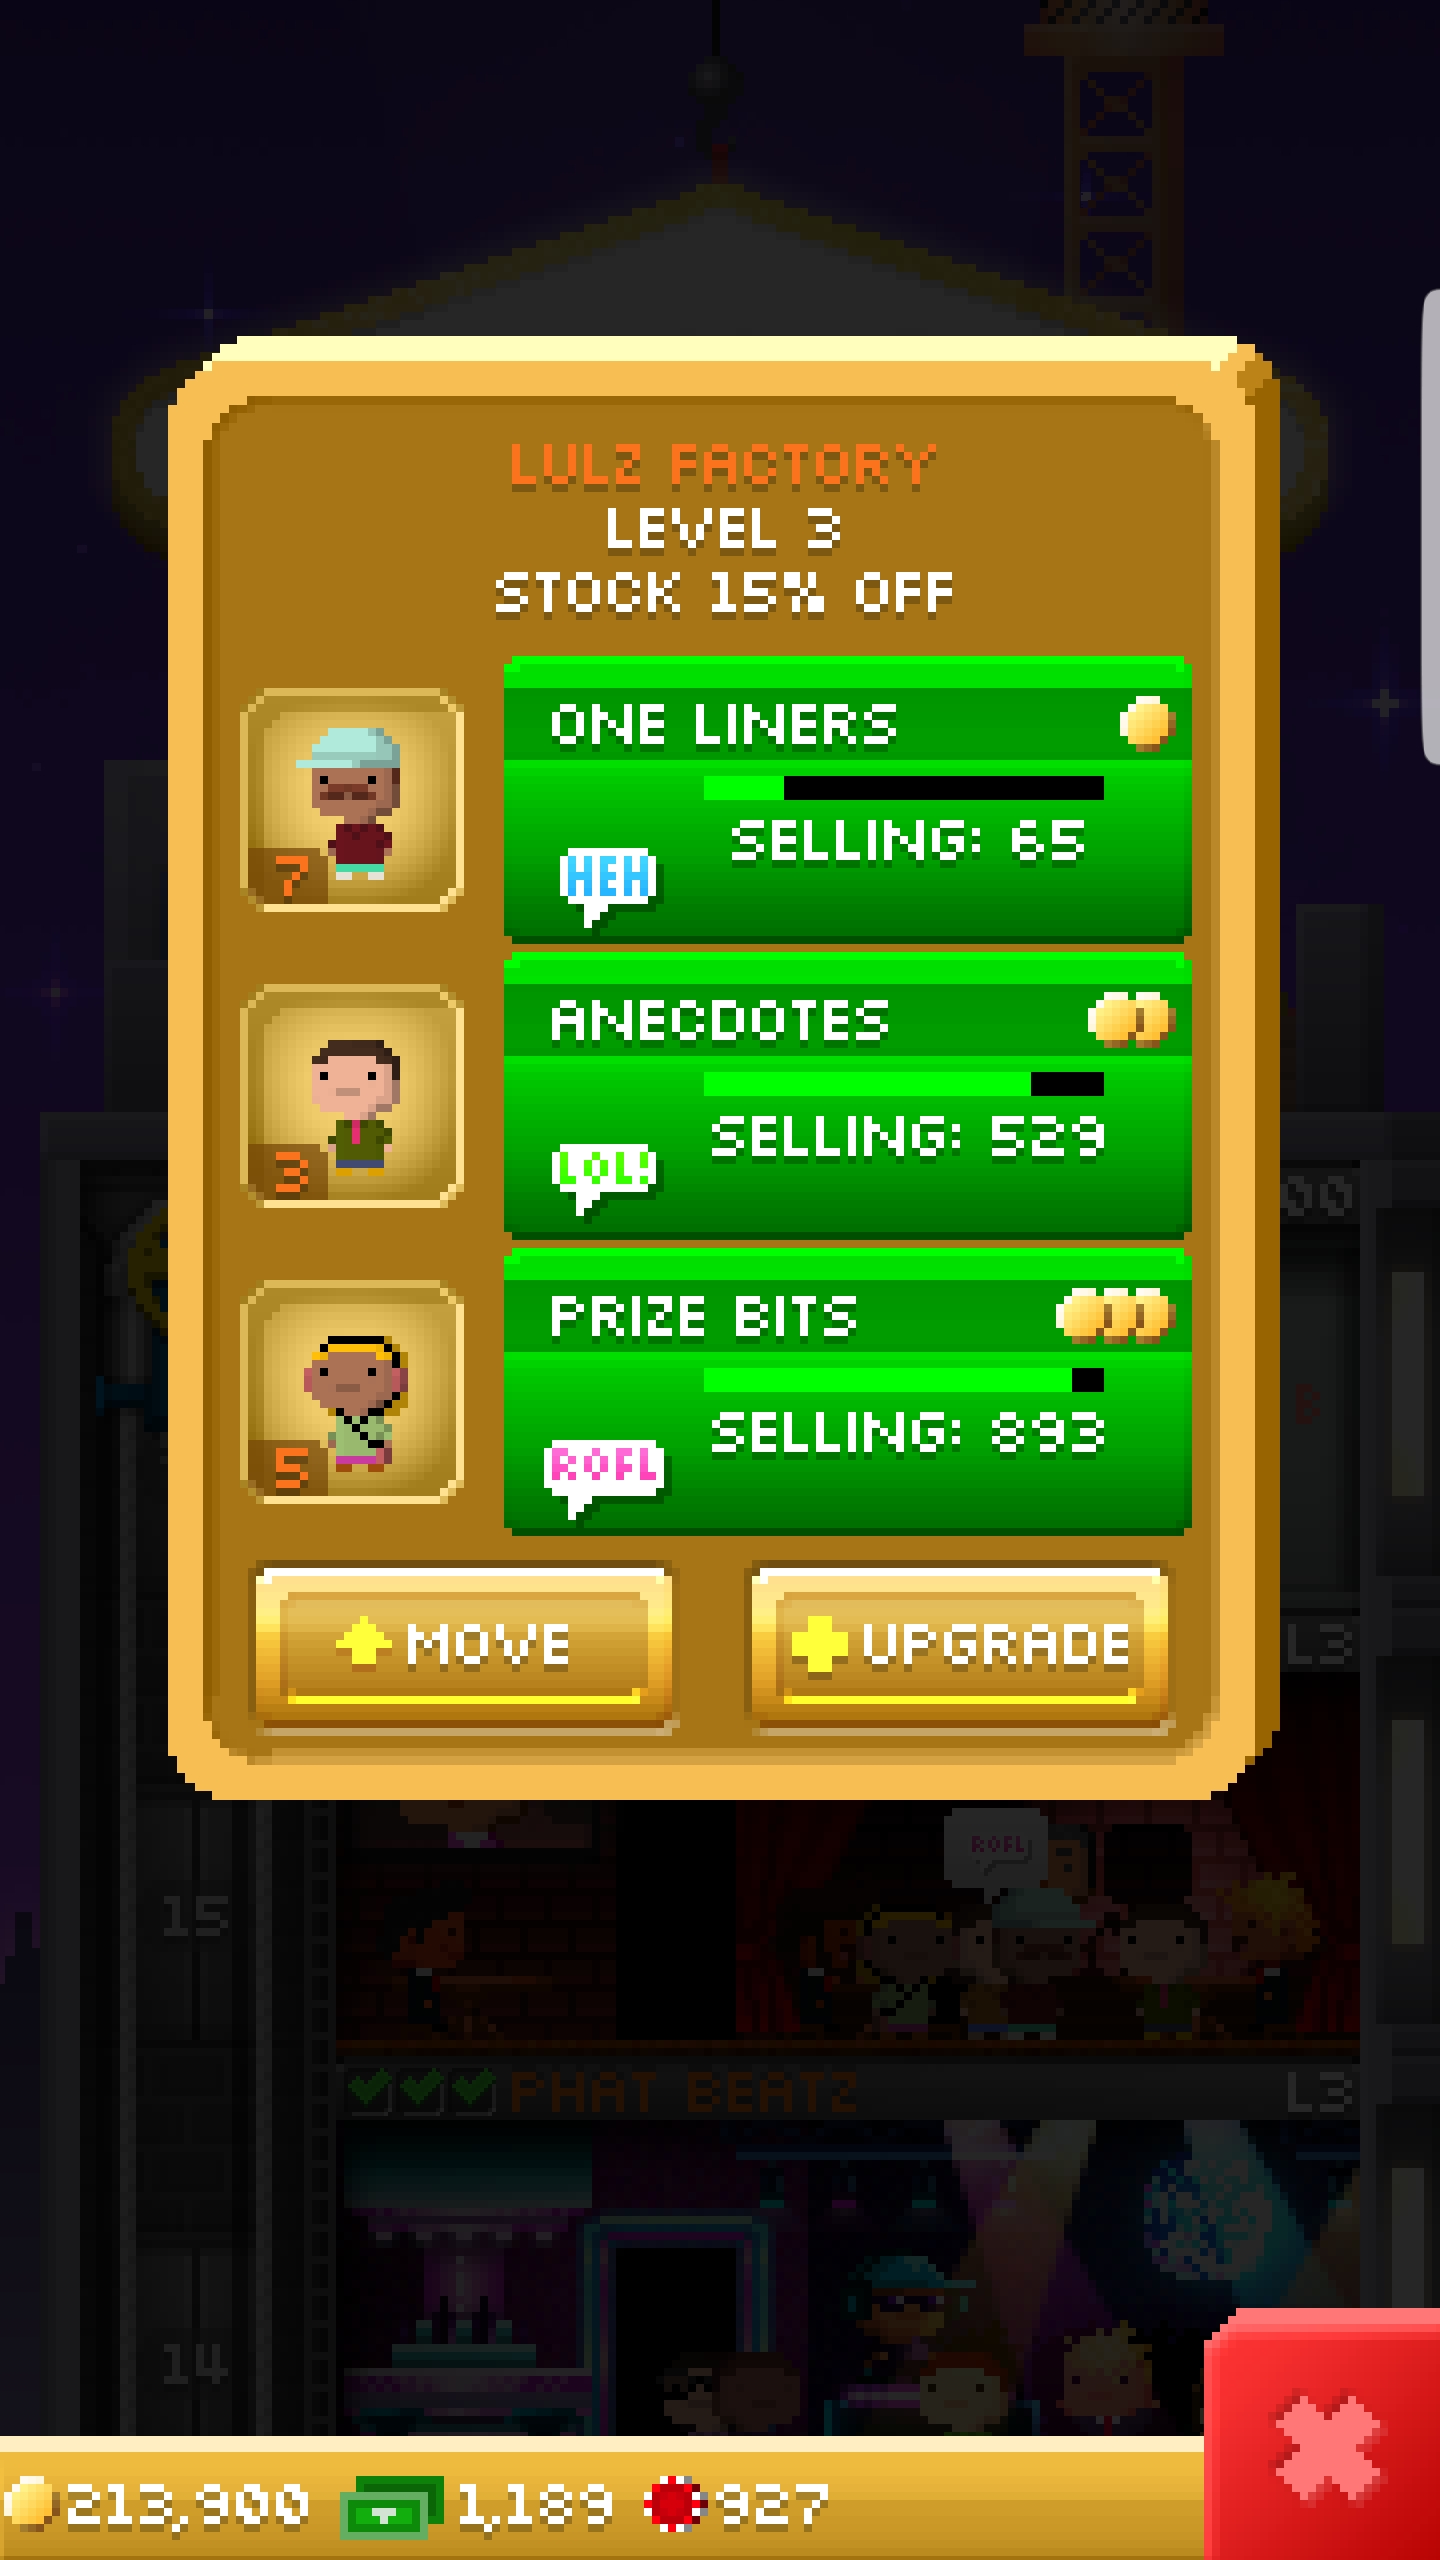 LULZ FACTORY
LEVEL 3
STOCK 15% OFF
ONE LINERS
7
SELLING: 65
HEH
ANECDOTES
3
SELLING: 529
LOL!
PRIZE BITS
5
SELLING: 893
ROFL
MOVE
UPGRADE
00
B
L3
ROFL
15
PHAT BEATZ
L3
14
213,900
1,189
927